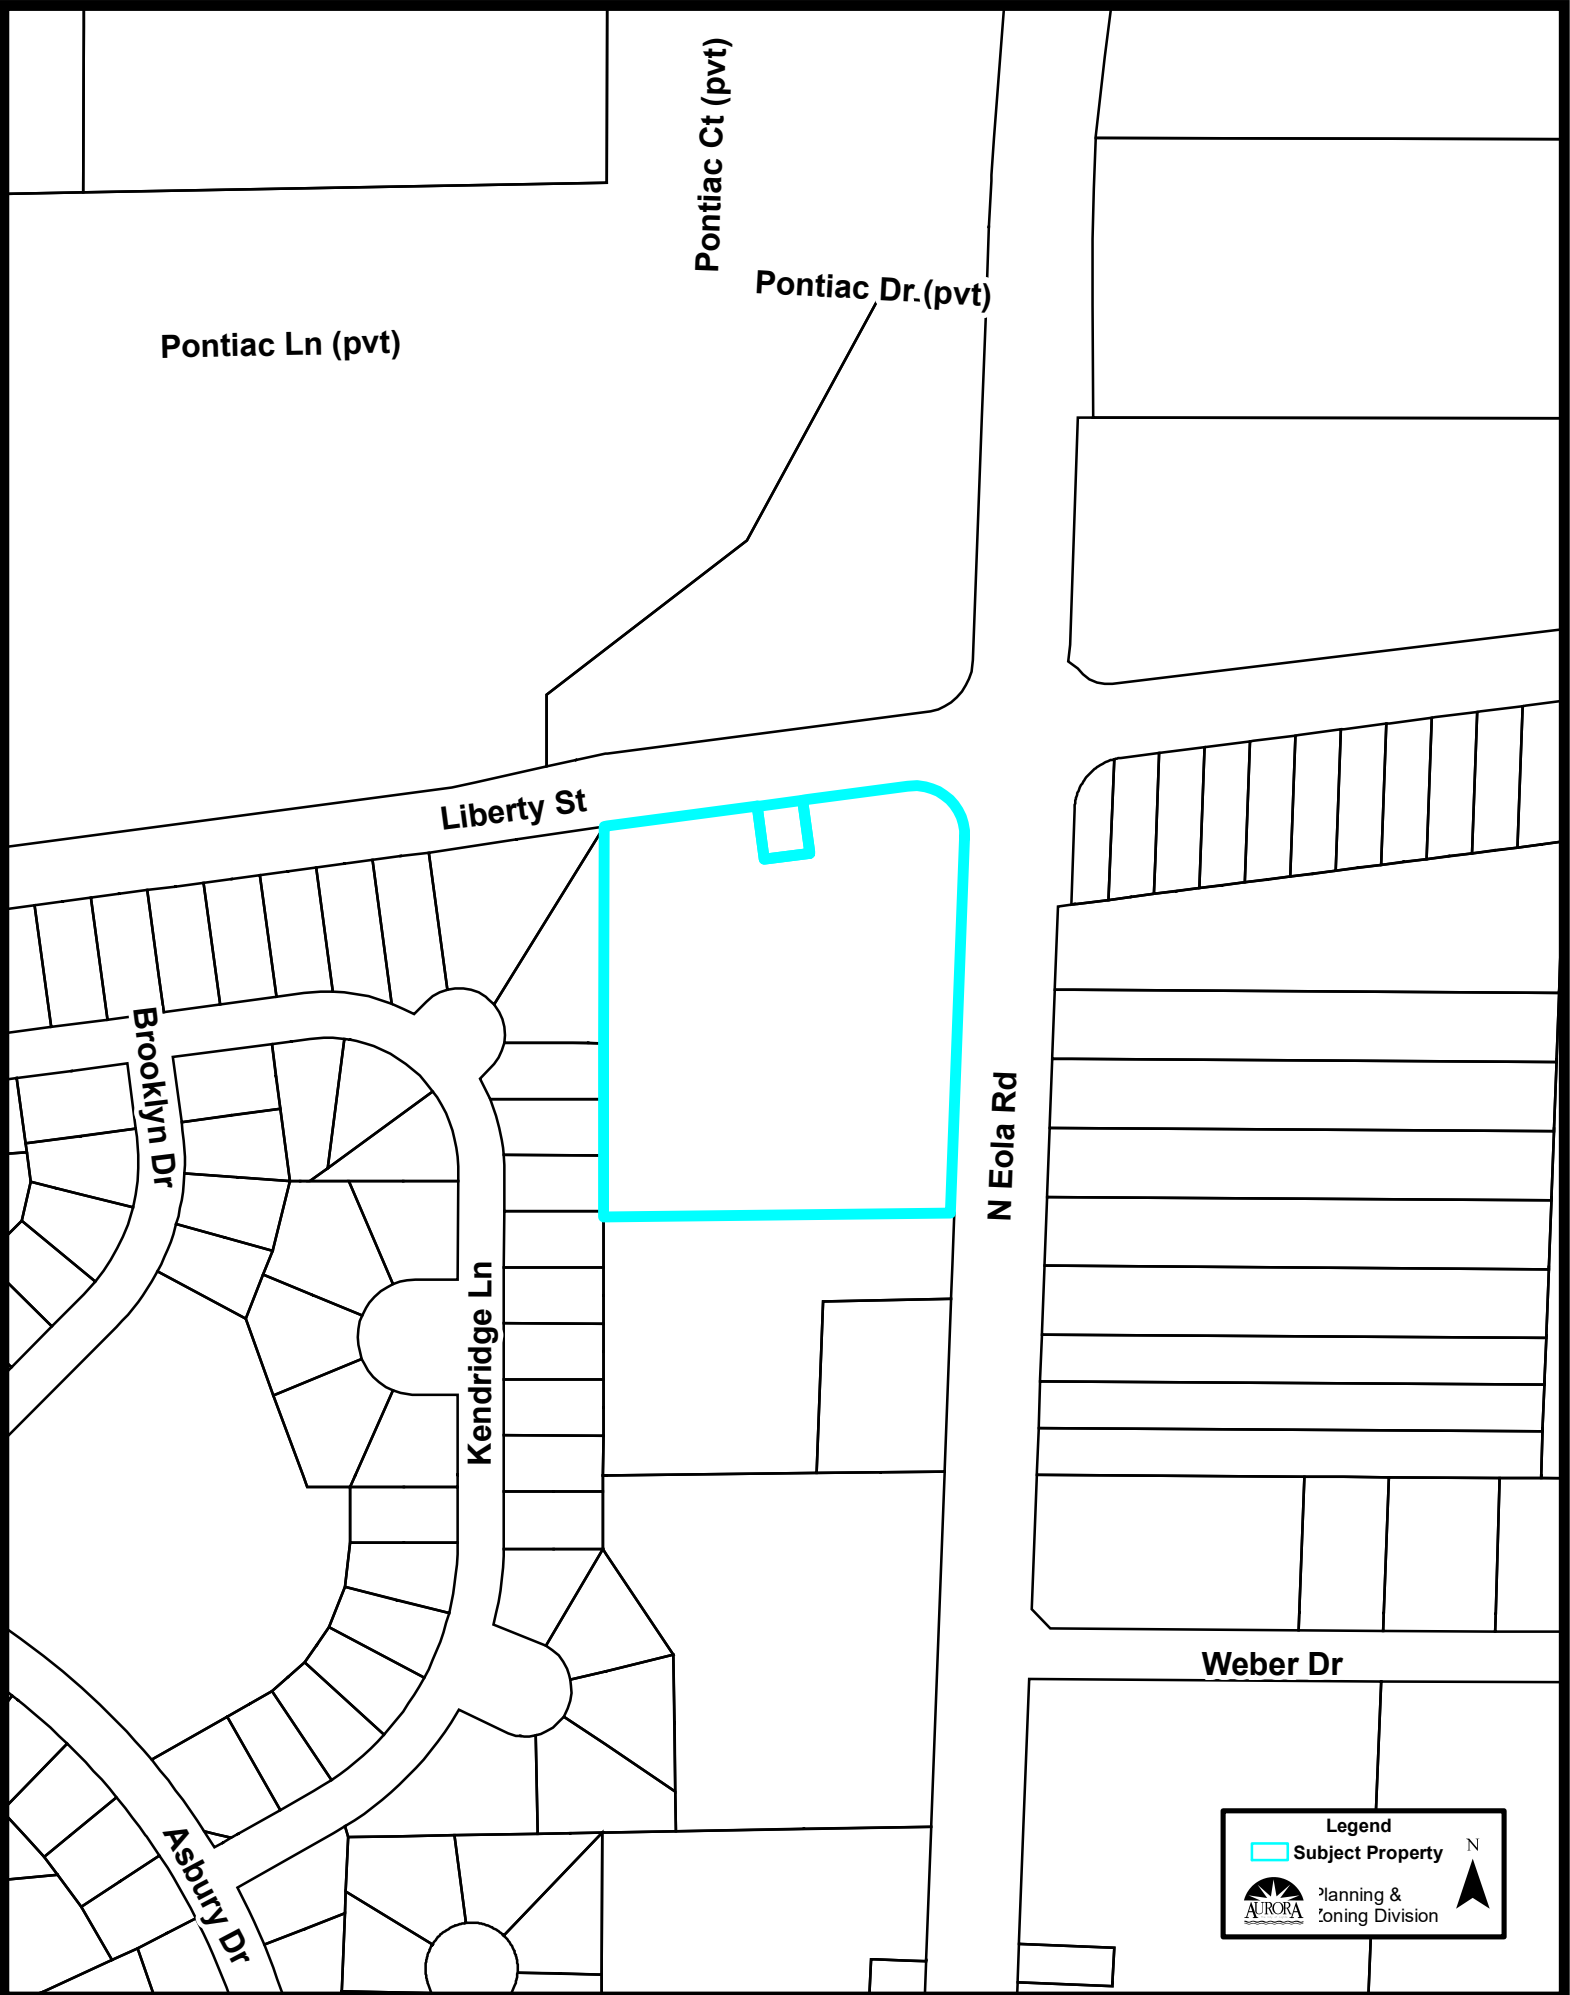 Pontiac Ct (pvt)
Pontiac Dr (pvt)
Pontiac Ln (pvt)
Liberty St
Brooklyn Dr
N Eola Rd
Kendridge Ln
Weber Dr
Asbury Dr
Legend
Subject Property
N
AURORA
Planning &
Zoning Division